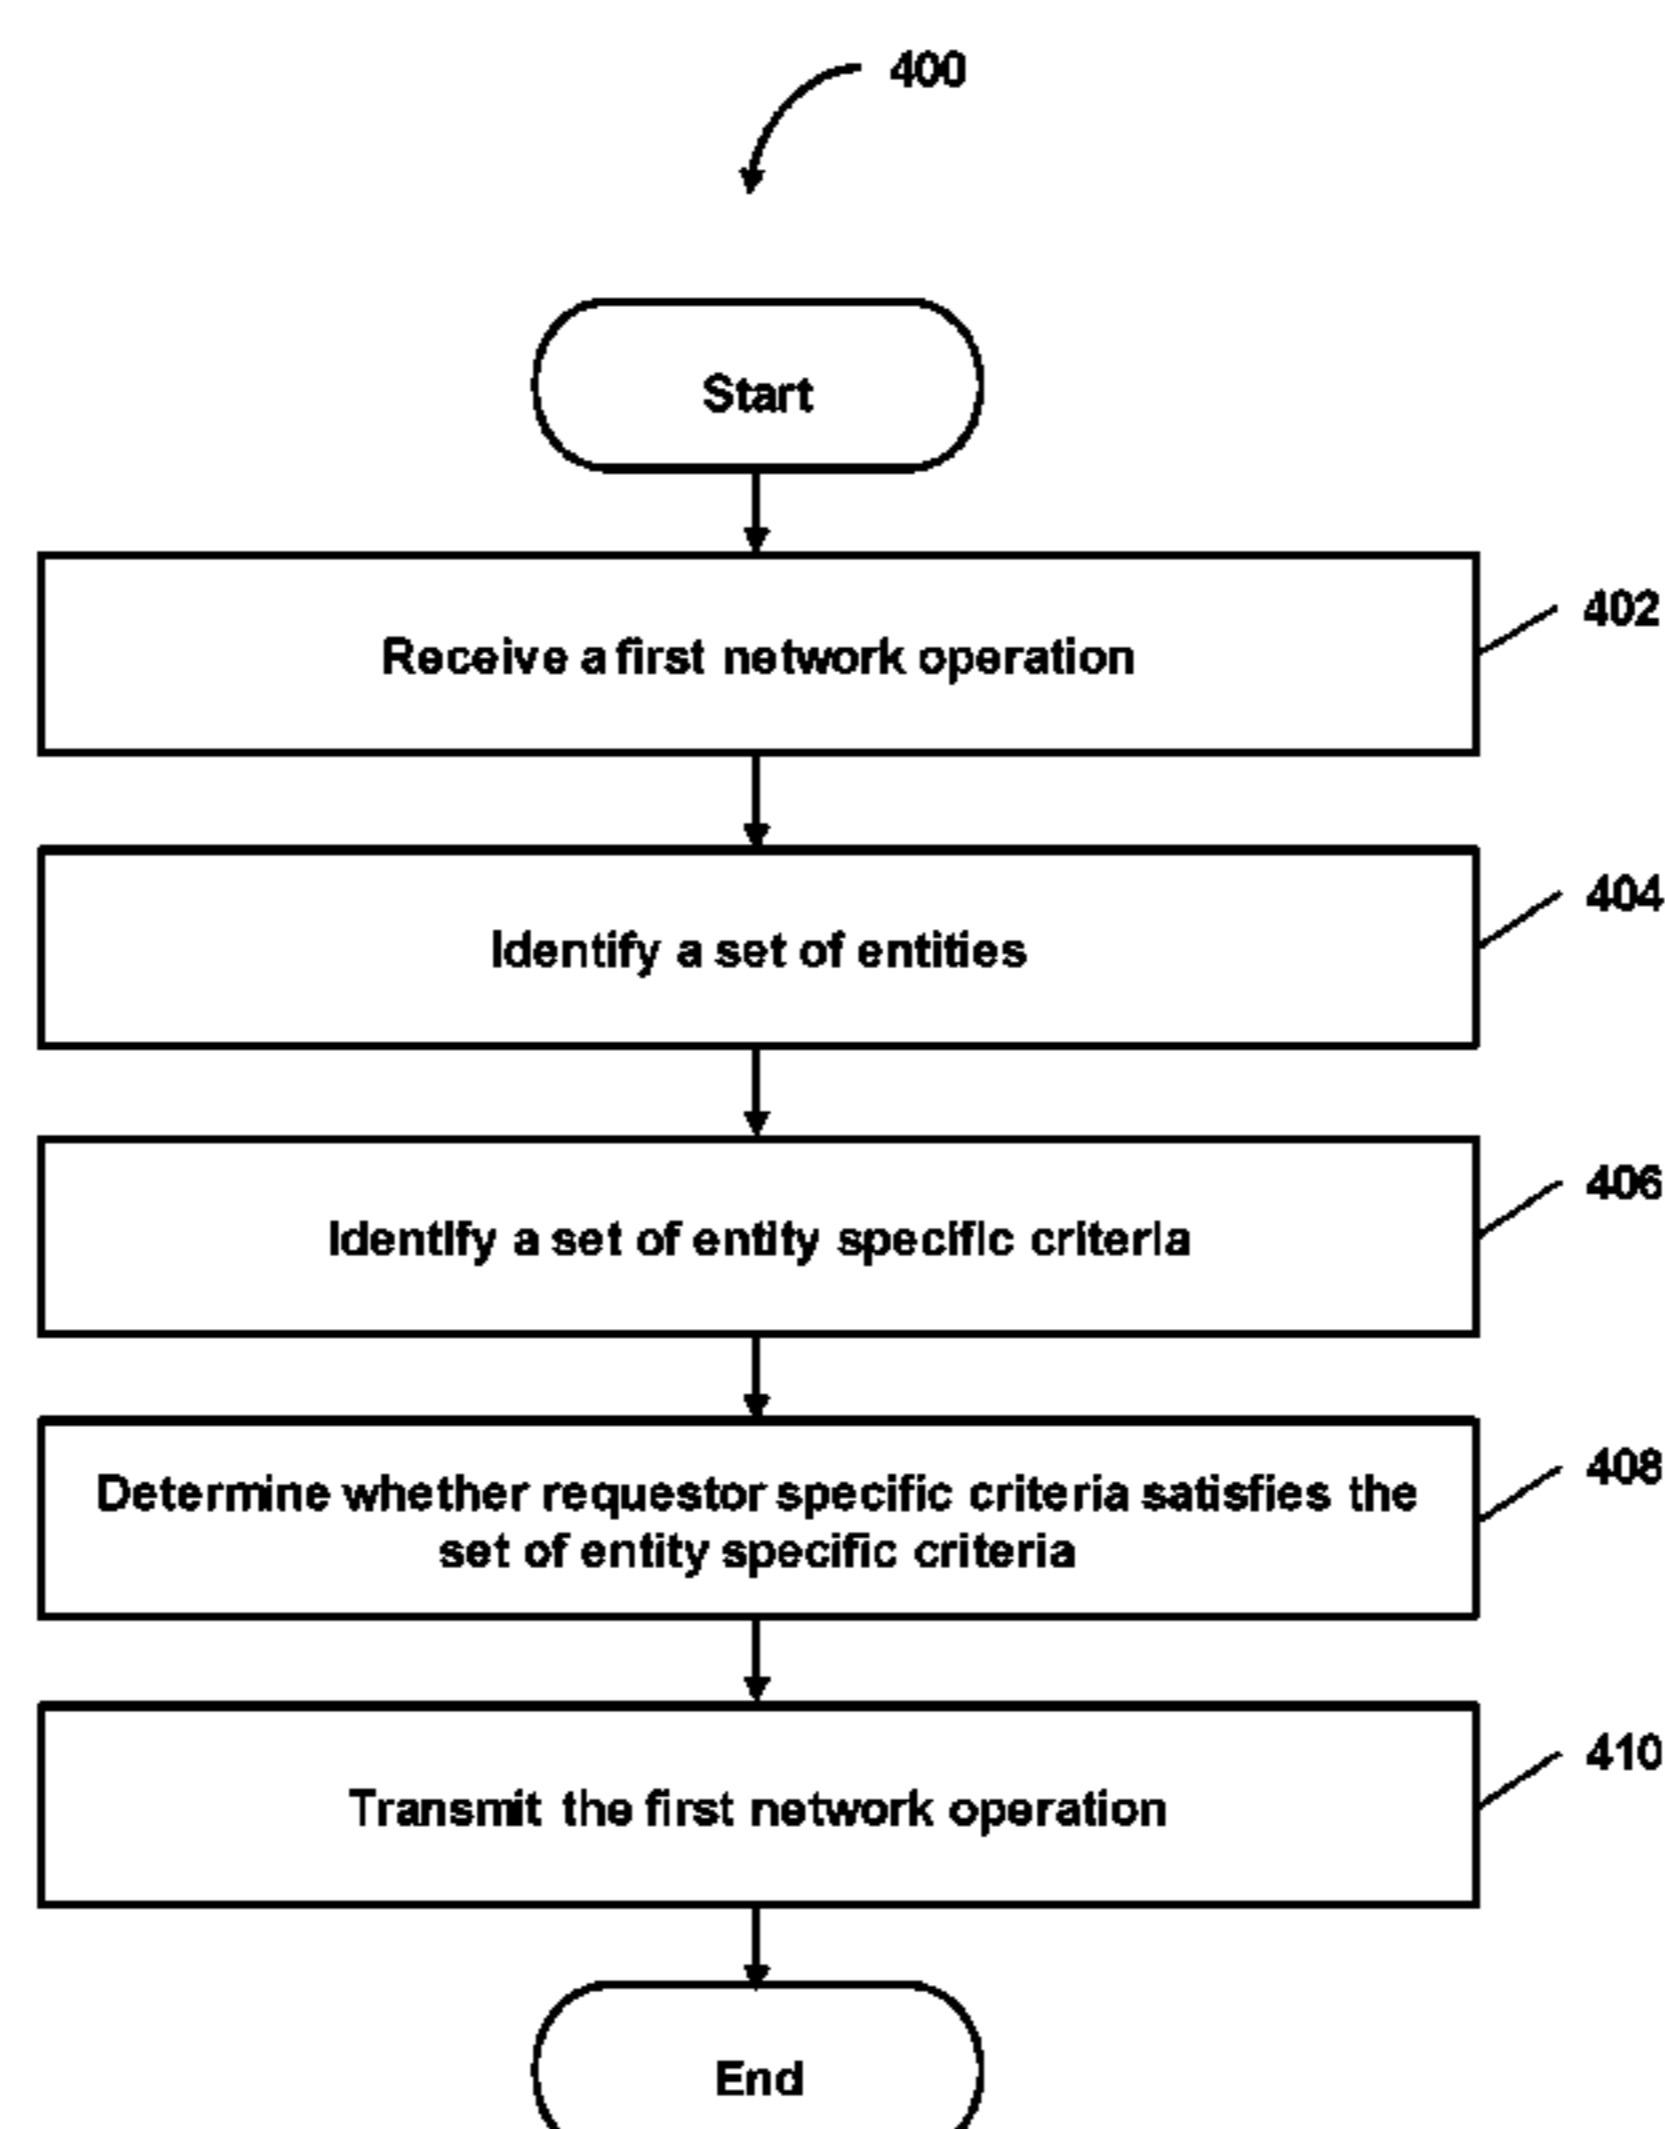 400
Start
Receive a first network operation
402
Identify a set of entities
404
Identify a set of entity specific criteria
406
Determine whether requestor specific criteria satisfies the
set of entity specific criteria
408
Transmit the first network operation
410
End